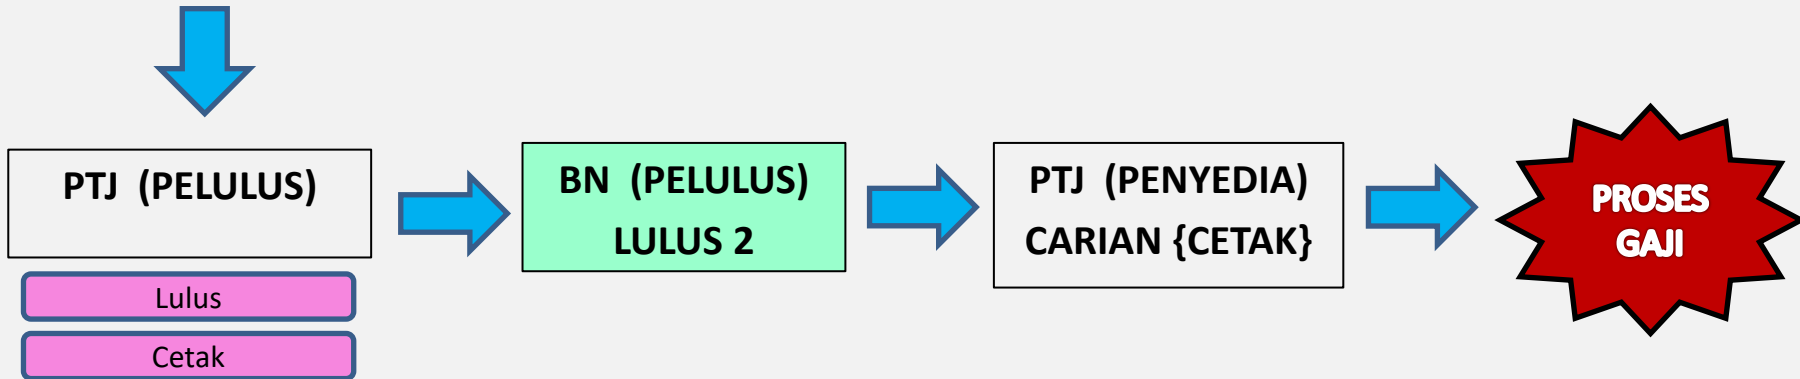 PTJ (PELULUS)
Lulus
Cetak
BN (PELULUS)
LULUS 2
PTJ (PENYEDIA)
CARIAN {CETAK}
PROSES
GAJI